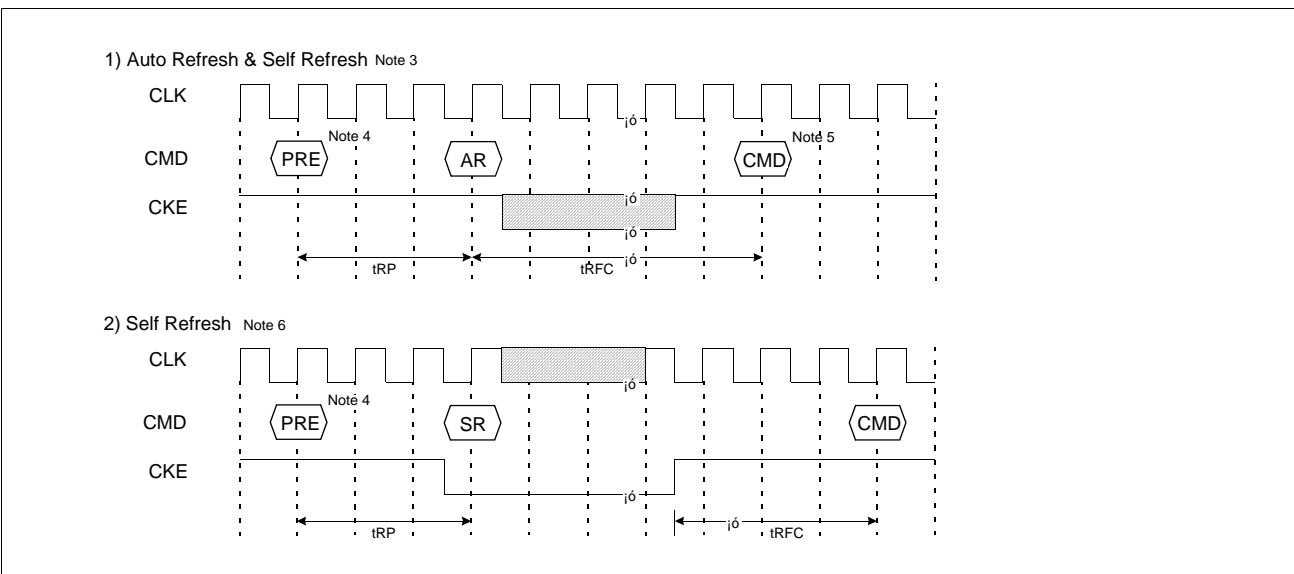 1) Auto Refresh & Self Refresh Note 3
CLK
¡ó
CMD
PRE
Note 4
AR
CMD
Note 5
CKE
¡ó
¡ó
tRP
tRFC
¡ó
2) Self Refresh Note 6
CLK
¡ó
CMD
PRE
Note 4
SR
CMD
CKE
¡ó
tRP
¡ó
tRFC